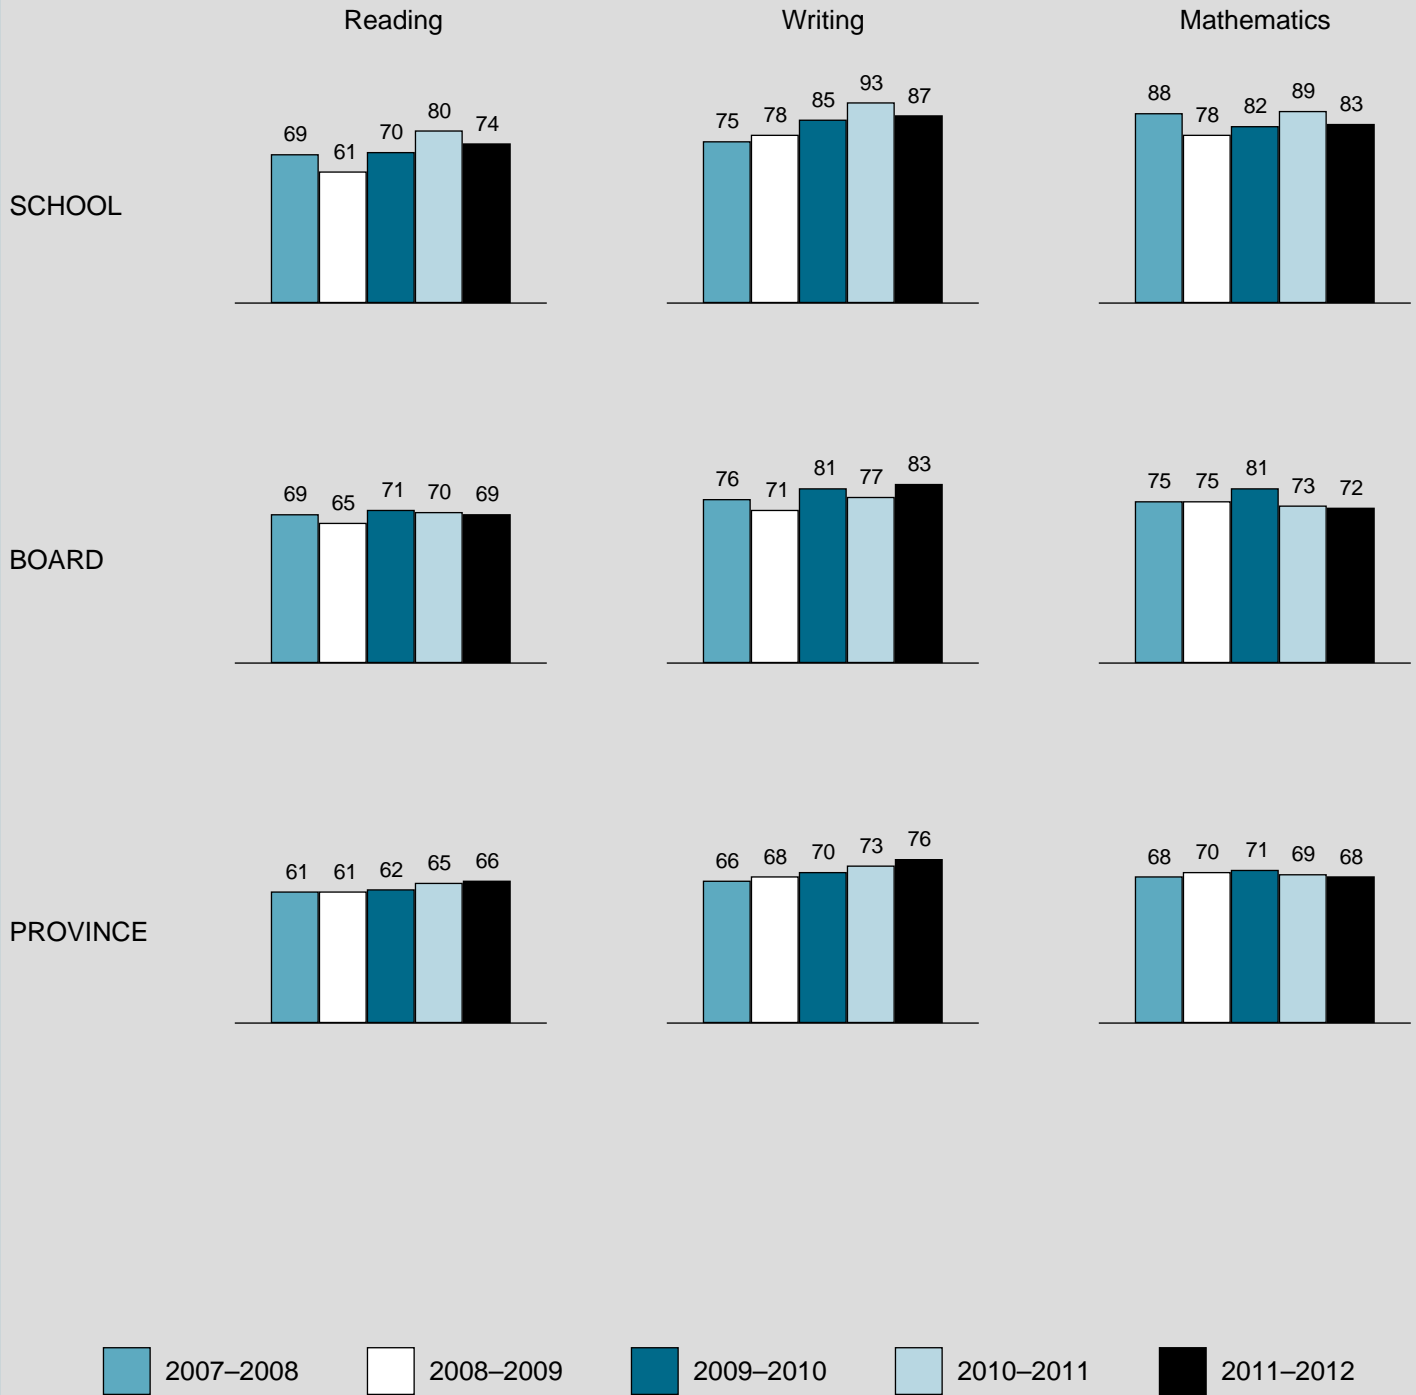 Reading Writing Mathematics
69 61 70 80 74
75 78 85 93 87
88 78 82 89 83
SCHOOL
69 65 71 70 69
76 71 81 77 83
75 75 81 73 72
BOARD
61 61 62 65 66
66 68 70 73 76
68 70 71 69 68
PROVINCE
2007–2008 2008–2009 2009–2010 2010–2011 2011–2012